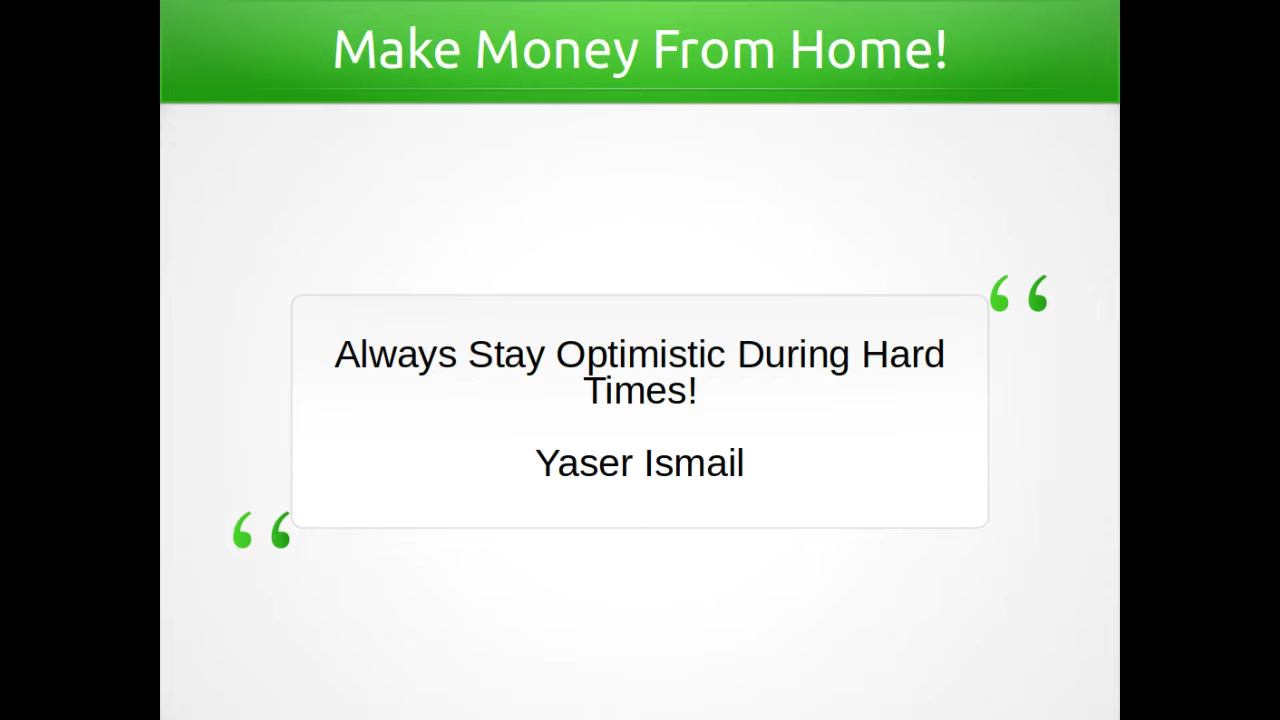 Make Money From Home!
Always Stay Optimistic During Hard
Times!
Yaser Ismail